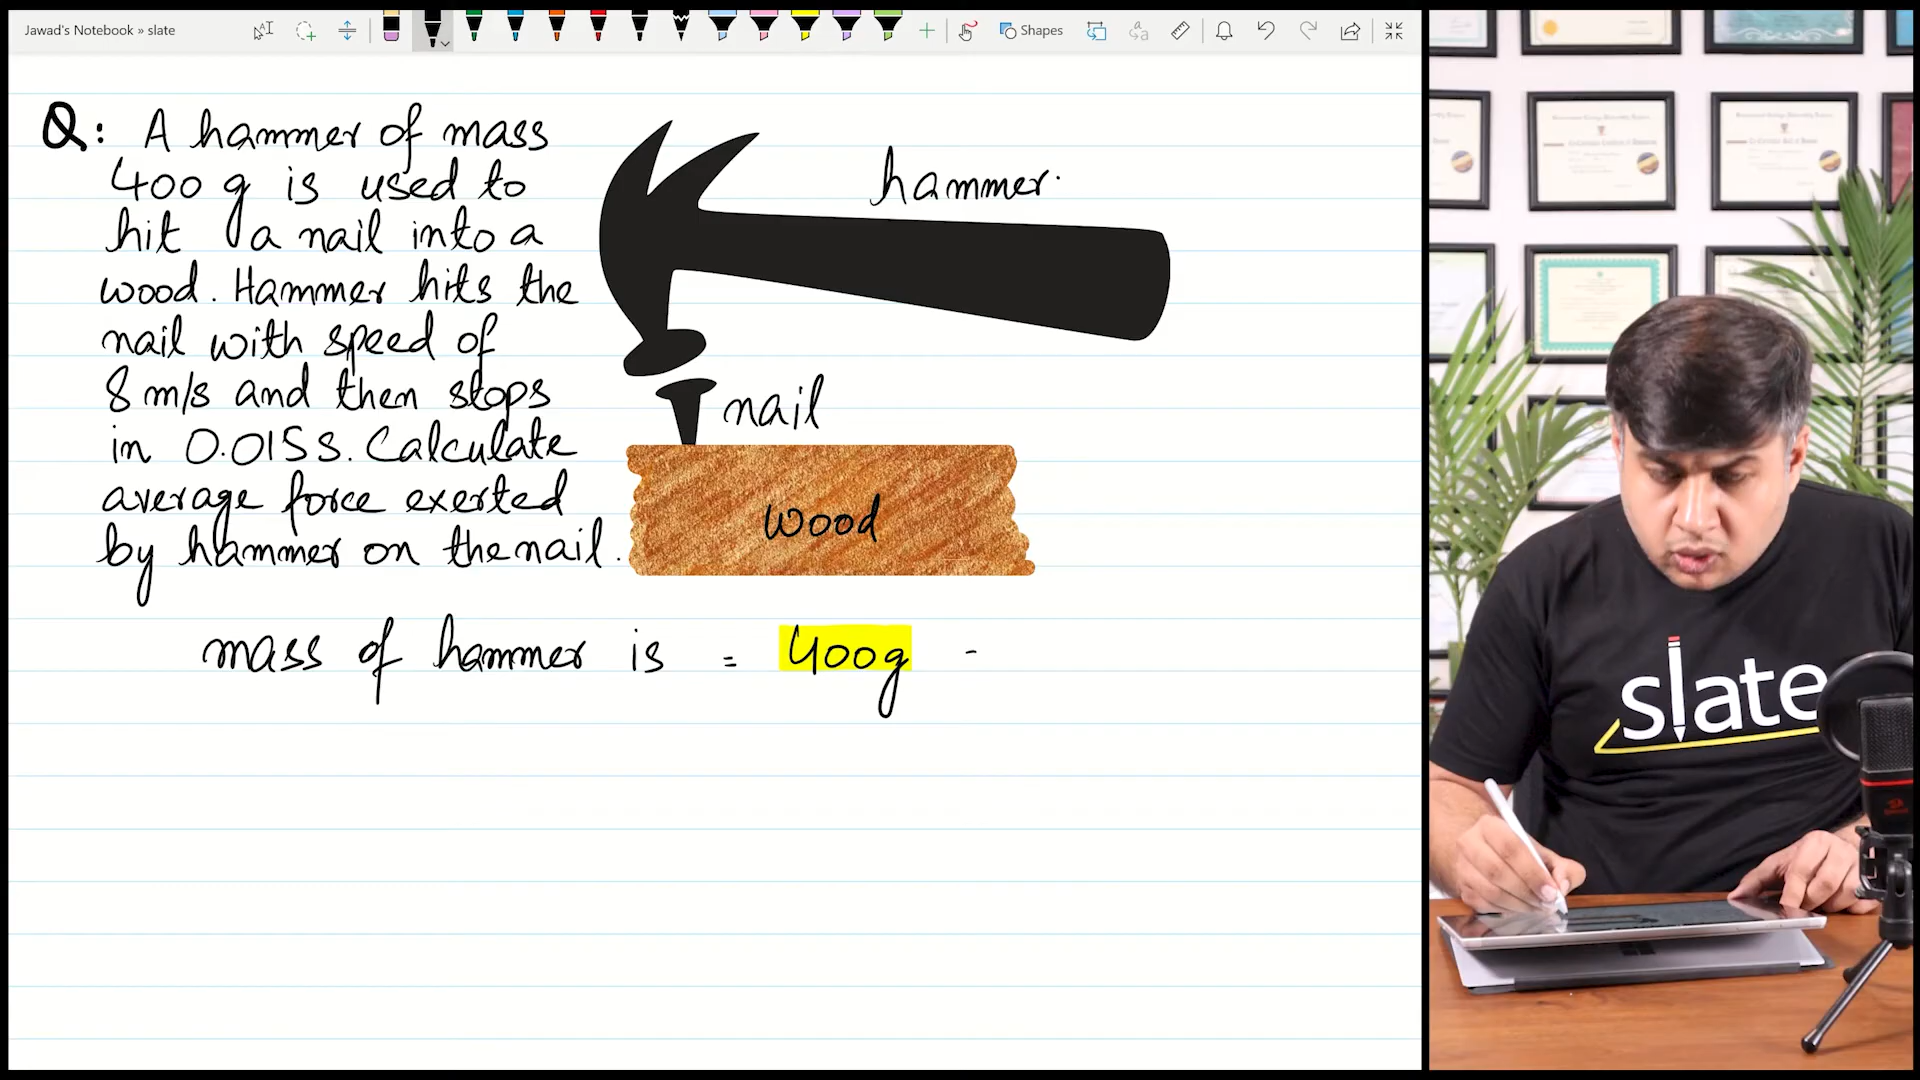 Jawad's Notebook » slate
Shapes
Q: A hammer of mass
400 g is used to
hit a nail into a
wood. Hammer hits the
nail with speed of
8 m/s and then stops
in 0.015 s. Calculate
average force exerted
by hammer on the nail.
hammer.
nail
wood
mass of hammer is = 400g -
slate